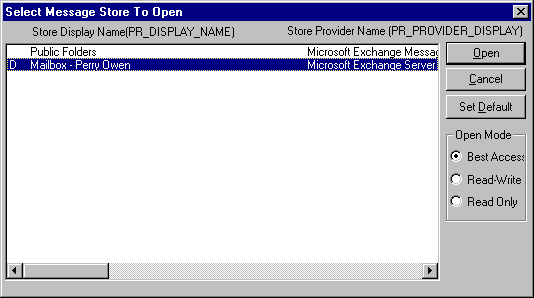 Select Message Store To Open
Store Display Name(PR_DISPLAY_NAME) Store Provider Name (PR_PROVIDER_DISPLAY)
Public Folders Microsoft Exchange Messag
D Mailbox - Perry Owen Microsoft Exchange Server
Open
Cancel
Set Default
Open Mode
Best Access
Read-Write
Read Only